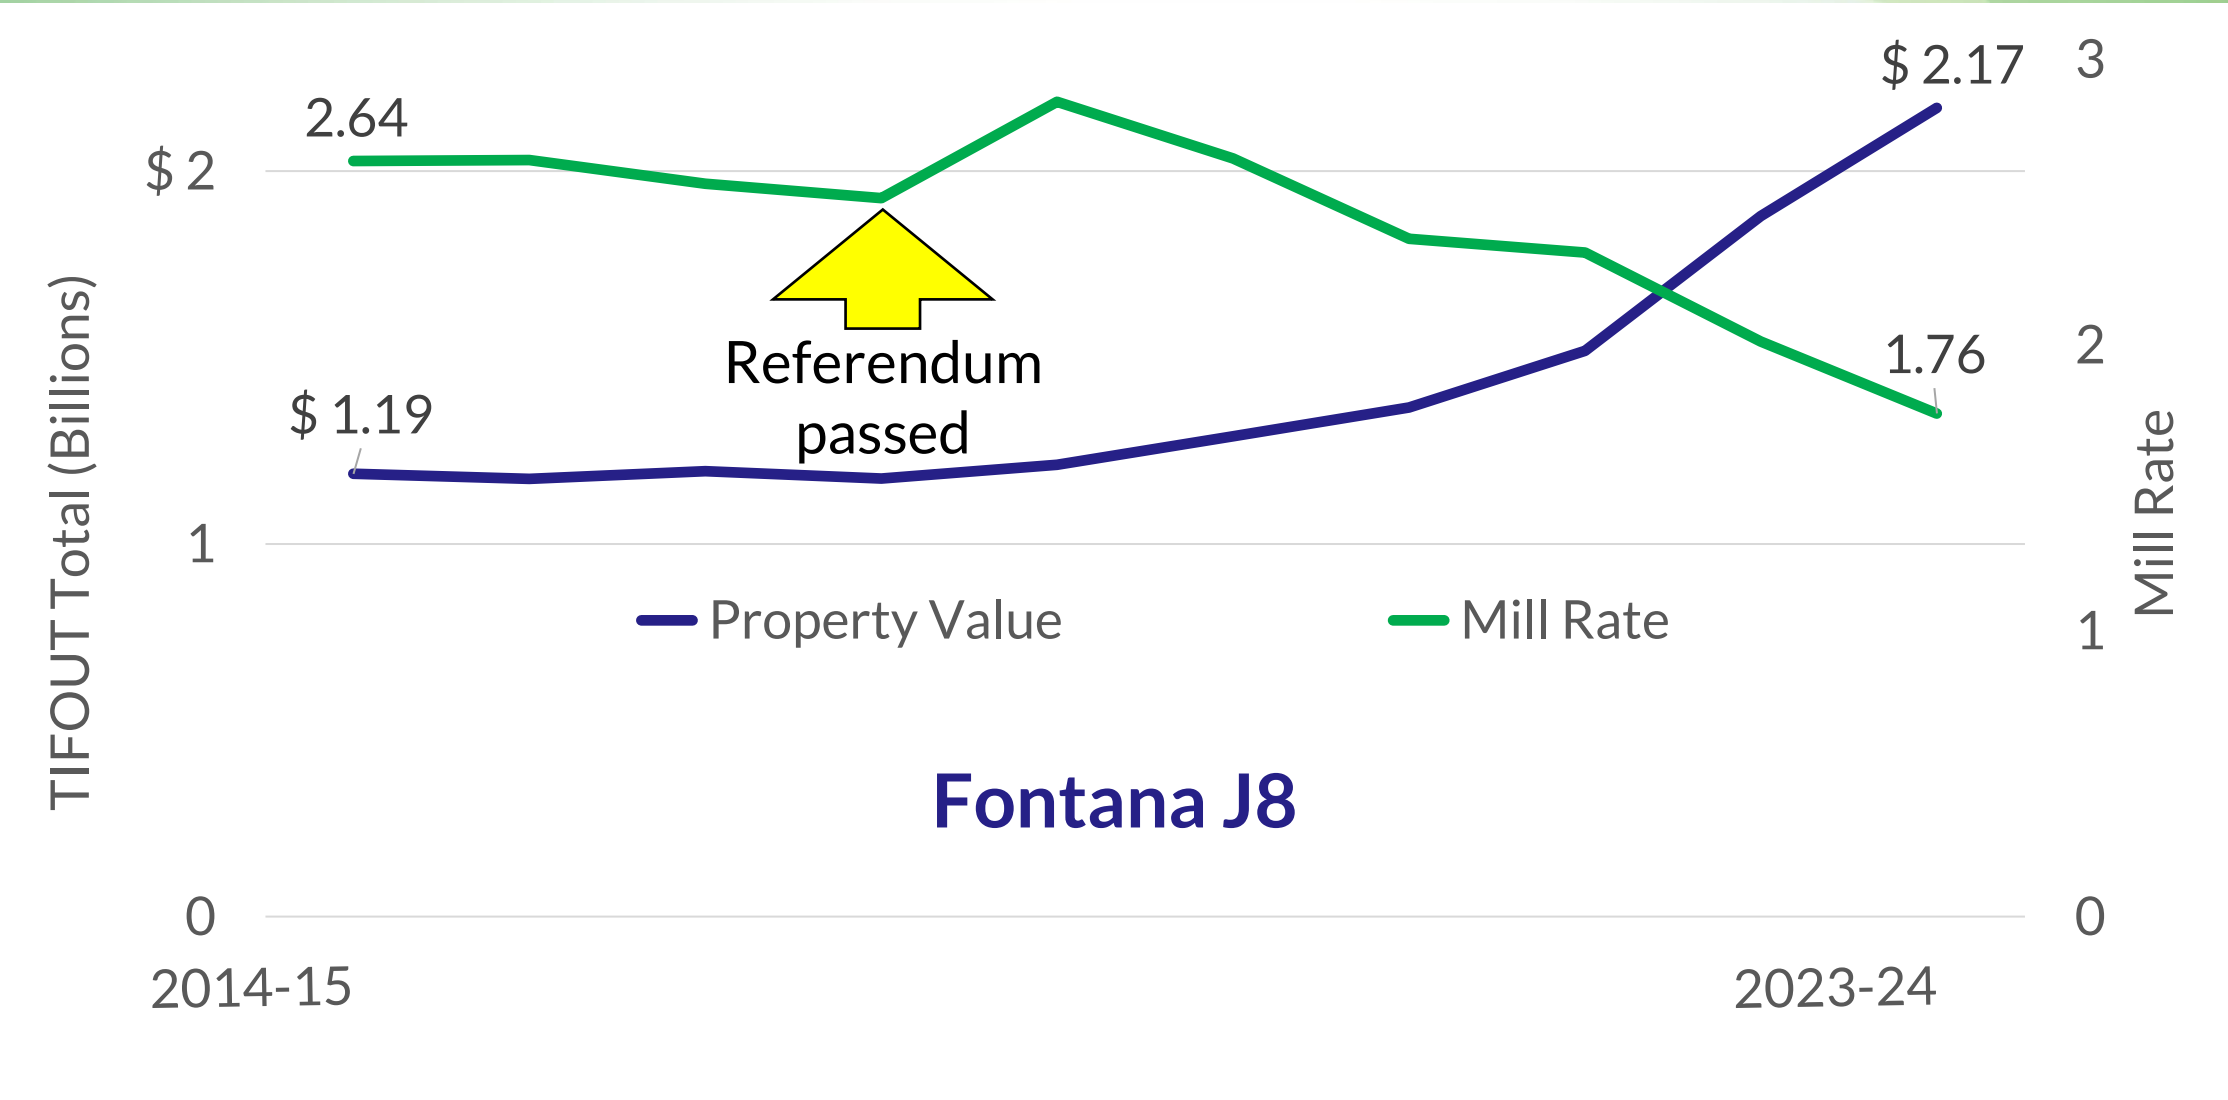 $ 2.17
3
2.64
$ 2
Referendum
passed
2
1.76
$ 1.19
TIFOUT Total (Billions)
Mill Rate
1
Property Value
Mill Rate
1
Fontana J8
0
0
2014-15
2023-24